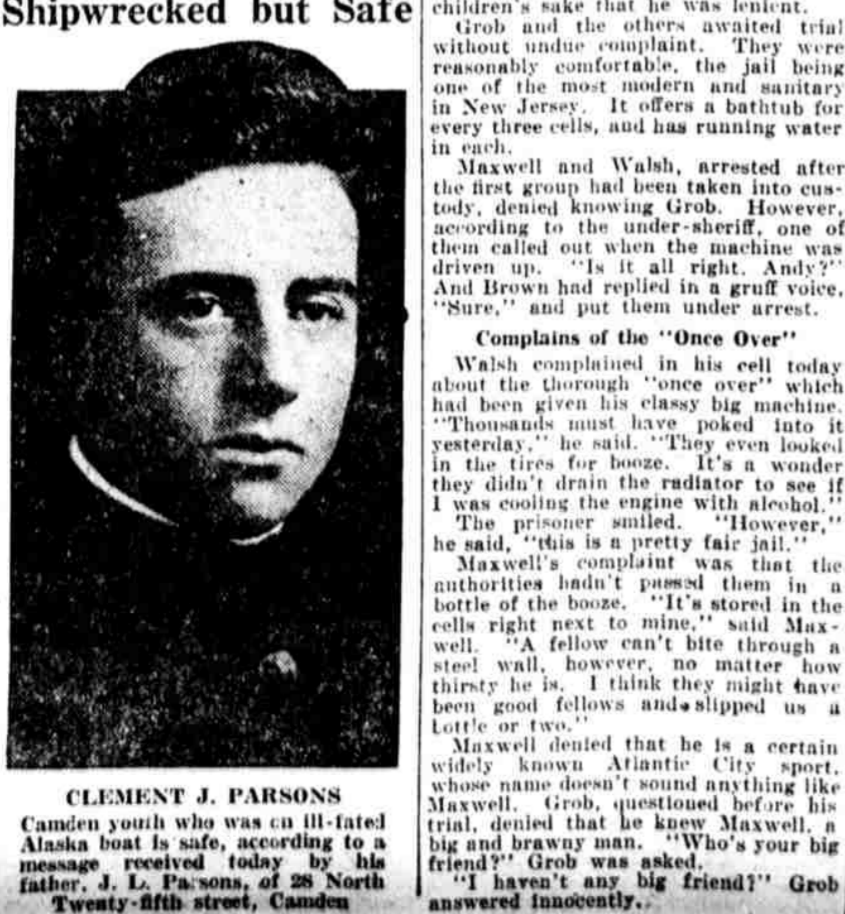 Shipwrecked but Safe
CLEMENT J. PARSONS
Camden youth who was on ill-fated
Alaska boat is safe, according to a
message received today by his
father, J. L. Parsons, of 28 North
Twenty-fifth street, Camden
children's sake that he was lenient.
Grob and the others awaited trial
without undue complaint. They were
reasonably comfortable, the jail being
one of the most modern and sanitary
in New Jersey. It offers a bathtub for
every three cells, and has running water
in each.
Maxwell and Walsh, arrested after
the first group had been taken into cus-
tody, denied knowing Grob. However,
according to the under-sheriff, one of
them called out when the machine was
driven up. "Is it all right, Andy?"
And Brown had replied in a gruff voice,
"Sure," and put them under arrest.
Complains of the "Once Over"
Walsh complained in his cell today
about the thorough "once over" which
had been given his classy big machine.
"Thousands must have poked into it
yesterday," he said. "They even looked
in the tires for booze. It's a wonder
they didn't drain the radiator to see if
I was cooling the engine with alcohol."
The prisoner smiled. "However,"
he said, "this is a pretty fair jail."
Maxwell's complaint was that the
authorities hadn't passed them in a
bottle of the booze. "It's stored in the
cells right next to mine," said Max-
well. "A fellow can't bite through a
steel wall, however, no matter how
thirsty he is. I think they might have
been good fellows and slipped us a
bottle or two."
Maxwell denied that he is a certain
widely known Atlantic City sport,
whose name doesn't sound anything like
Maxwell. Grob, questioned before his
trial, denied that he knew Maxwell, a
big and brawny man. "Who's your big
friend?" Grob was asked.
"I haven't any big friend?" Grob
answered innocently.